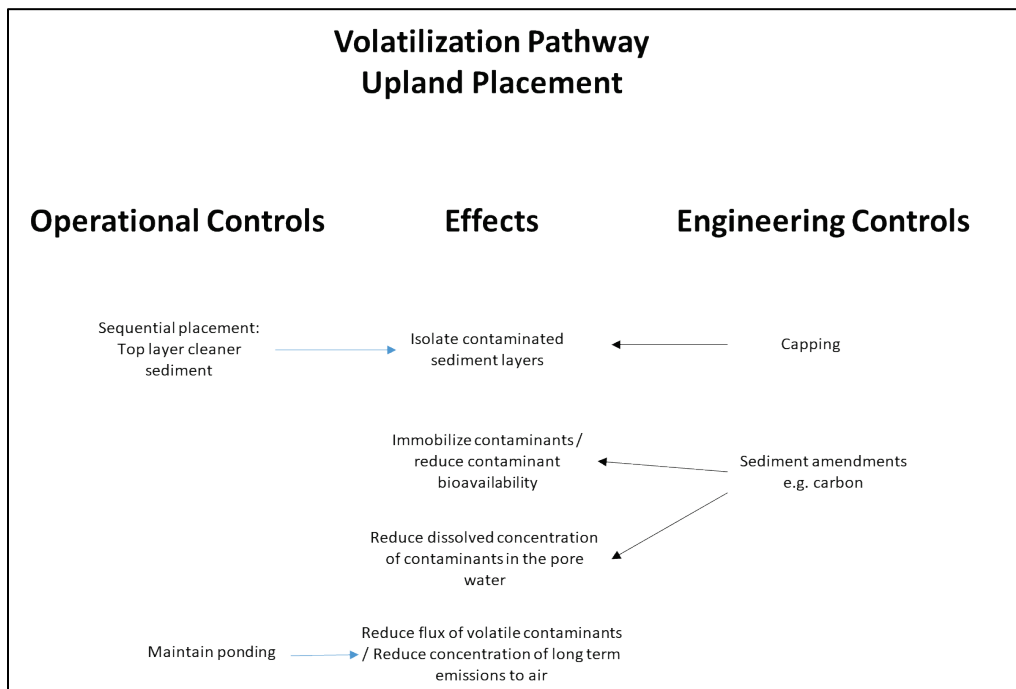 Volatilization Pathway
Upland Placement
Operational Controls
Effects
Engineering Controls
Sequential placement:
Top layer cleaner
sediment
Isolate contaminated
sediment layers
Capping
Immobilize contaminants /
reduce contaminant
bioavailability
Sediment amendments
e.g. carbon
Reduce dissolved concentration
of contaminants in the pore
water
Maintain ponding
Reduce flux of volatile contaminants
/ Reduce concentration of long term
emissions to air